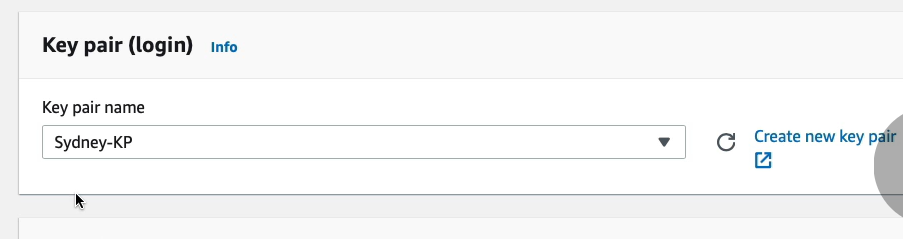 Key pair (login) Info
Key pair name
Sydney-KP
Create new key pair